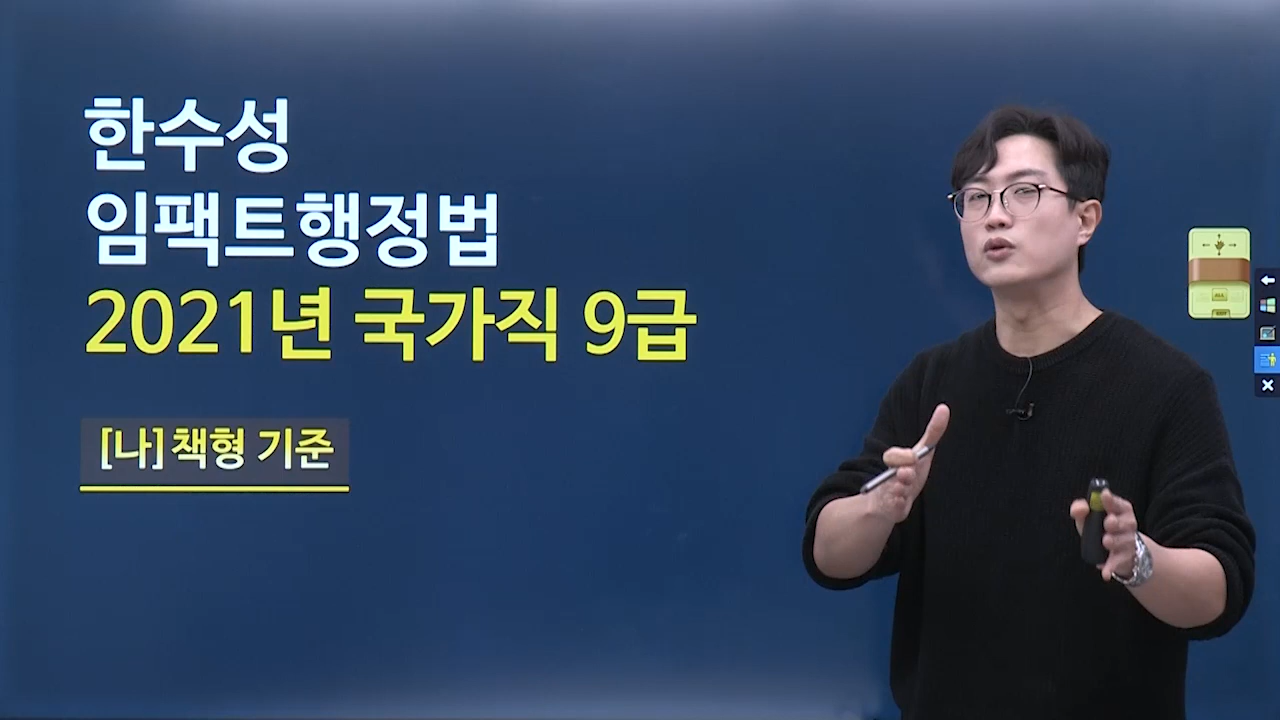 한수성
임팩트행정법
2021년 국가직 9급
[나] 책형 기준